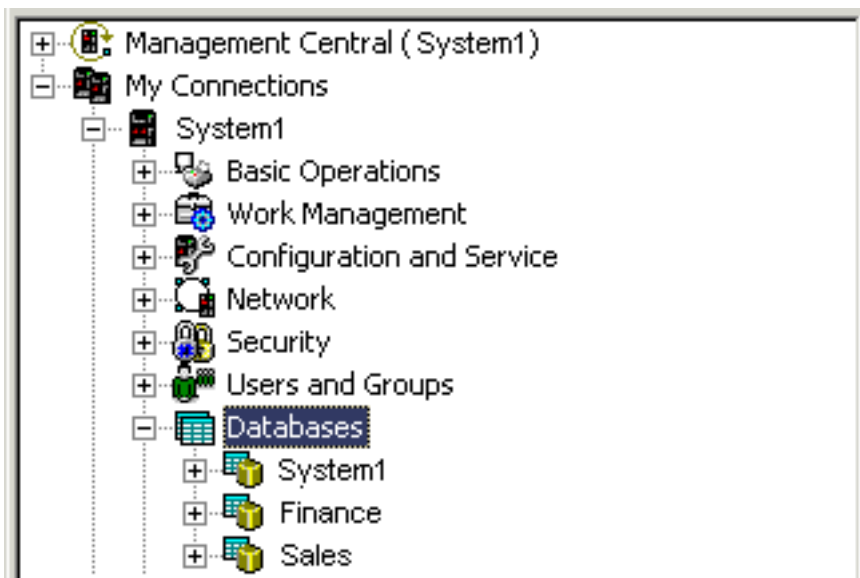 Management Central ( System1)
My Connections
System1
Basic Operations
Work Management
Configuration and Service
Network
Security
Users and Groups
Databases
System1
Finance
Sales